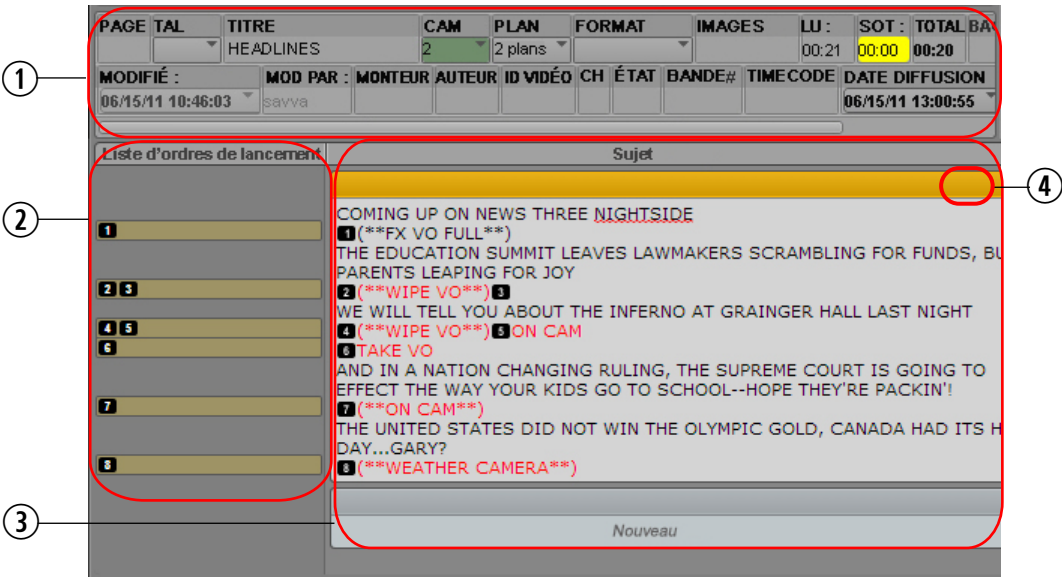 PAGE TAL TITRE CAM PLAN FORMAT IMAGES LU : SOT : TOTAL
HEADLINES 2 2 plans 00:21 00:00 00:20
MODIFIÉ : MOD PAR : MONTEUR AUTEUR ID VIDÉO CH ÉTAT BANDE# TIMECODE DATE DIFFUSION
06/15/11 10:46:03 savva 06/15/11 13:00:55
1
Liste d'ordres de lancement Sujet
4
2
COMING UP ON NEWS THREE NIGHTSIDE
1 1(**FX VO FULL**)
THE EDUCATION SUMMIT LEAVES LAWMAKERS SCRAMBLING FOR FUNDS,
PARENTS LEAPING FOR JOY
2 3 2(**WIPE VO**)3
WE WILL TELL YOU ABOUT THE INFERNO AT GRAINGER HALL LAST NIGHT
4 5 4(**WIPE VO**)5ON CAM
6 6TAKE VO
AND IN A NATION CHANGING RULING, THE SUPREME COURT IS GOING TO
EFFECT THE WAY YOUR KIDS GO TO SCHOOL--HOPE THEY'RE PACKIN'!
7 7(**ON CAM**)
THE UNITED STATES DID NOT WIN THE OLYMPIC GOLD, CANADA HAD ITS
DAY...GARY?
8 8(**WEATHER CAMERA**)
3
Nouveau